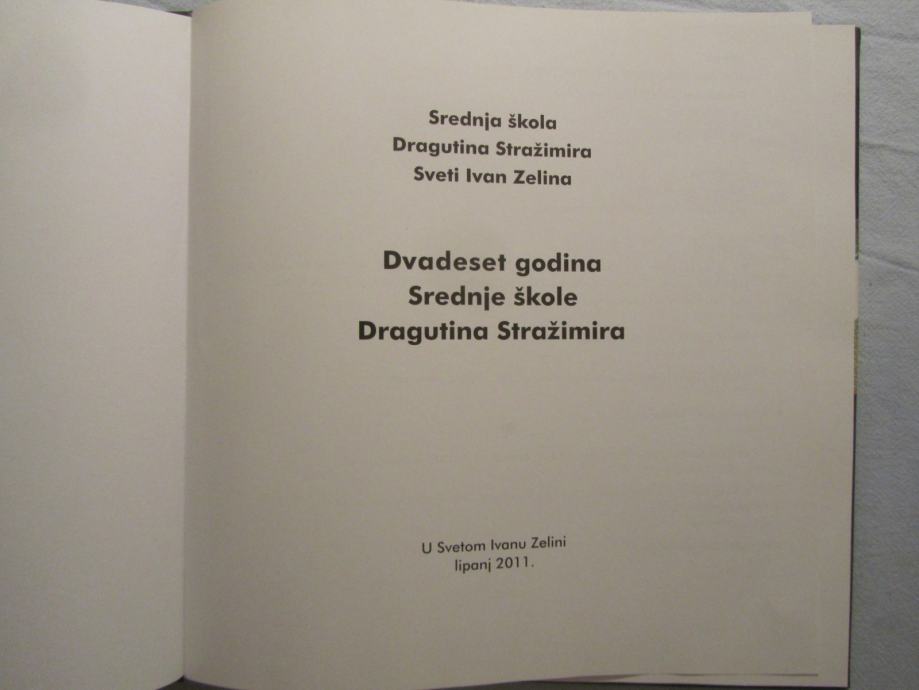 Srednja škola
Dragutina Stražimira
Sveti Ivan Zelina
Dvadeset godina
Srednje škole
Dragutina Stražimira
U Svetom Ivanu Zelini
lipanj 2011.